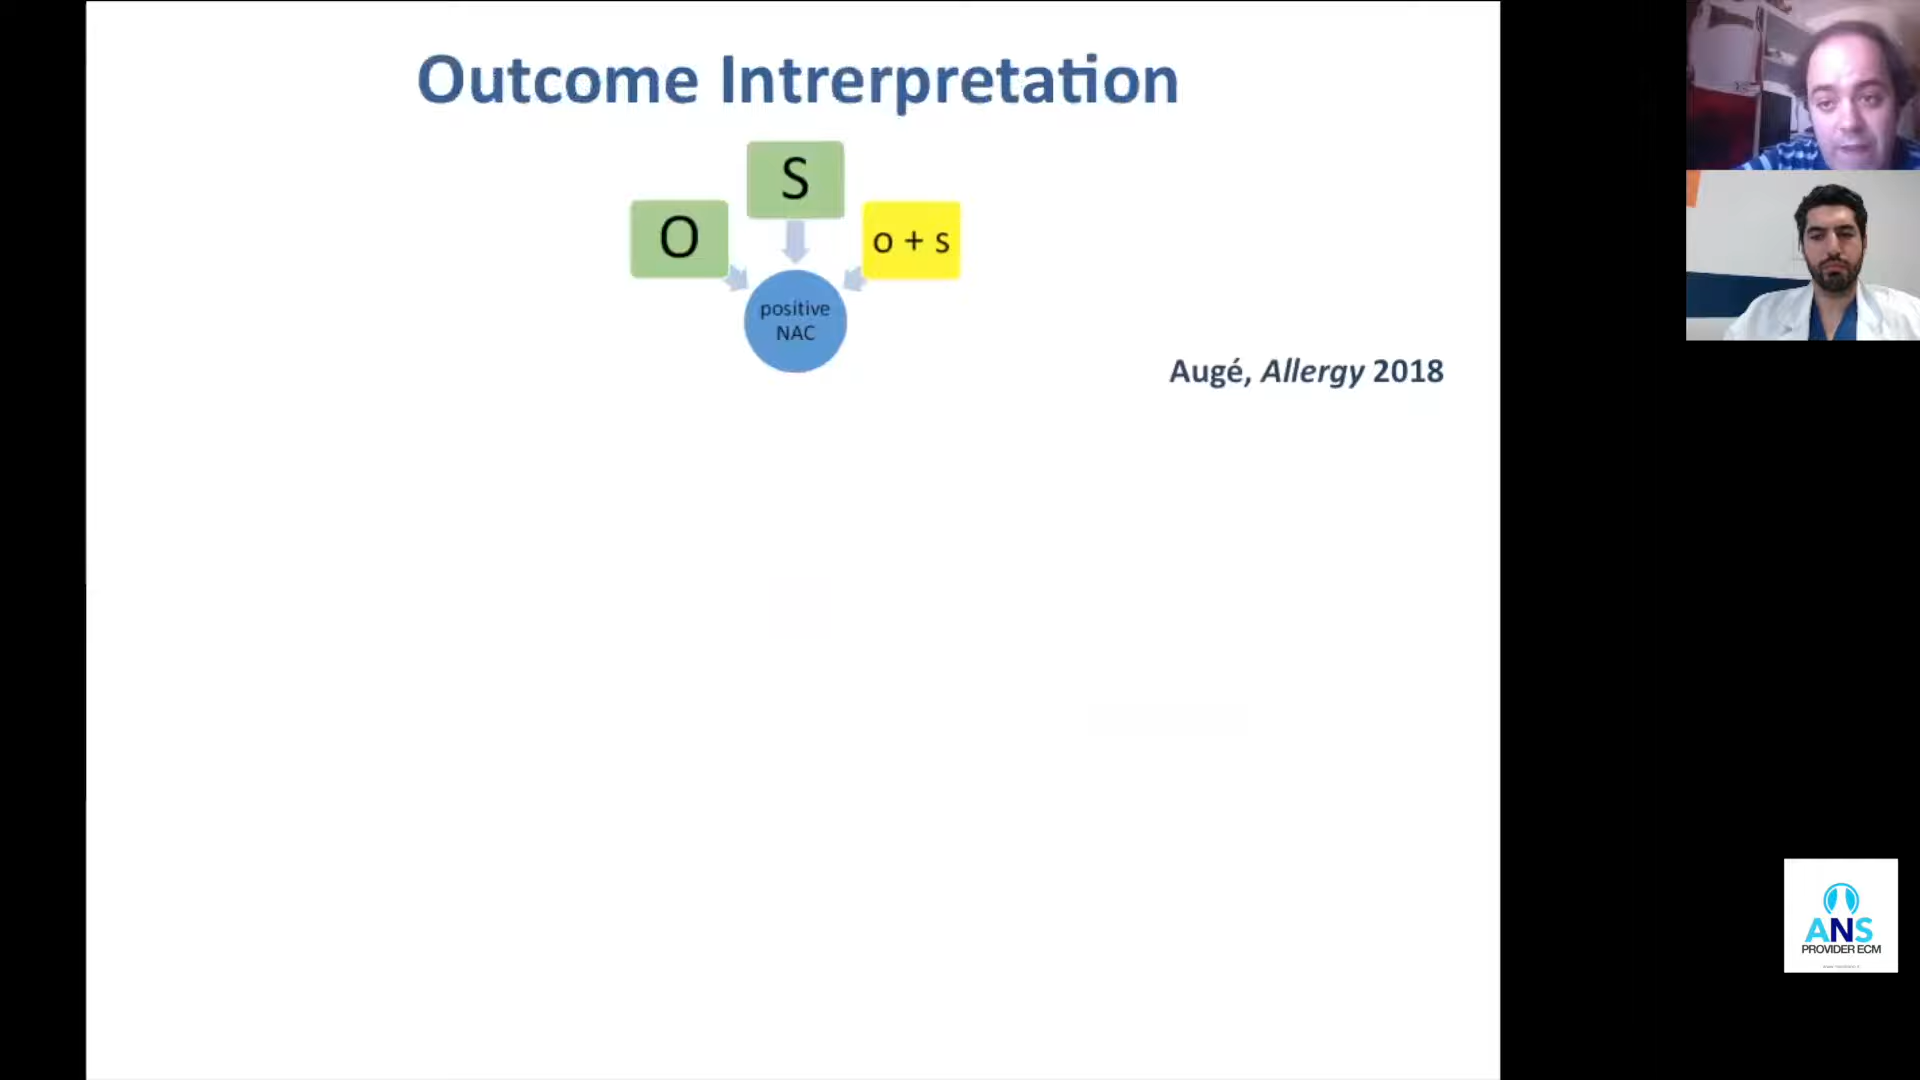 Outcome Intrerpretation
S
O
o + s
positive
NAC
Augé, Allergy 2018
ANS
PROVIDER ECM